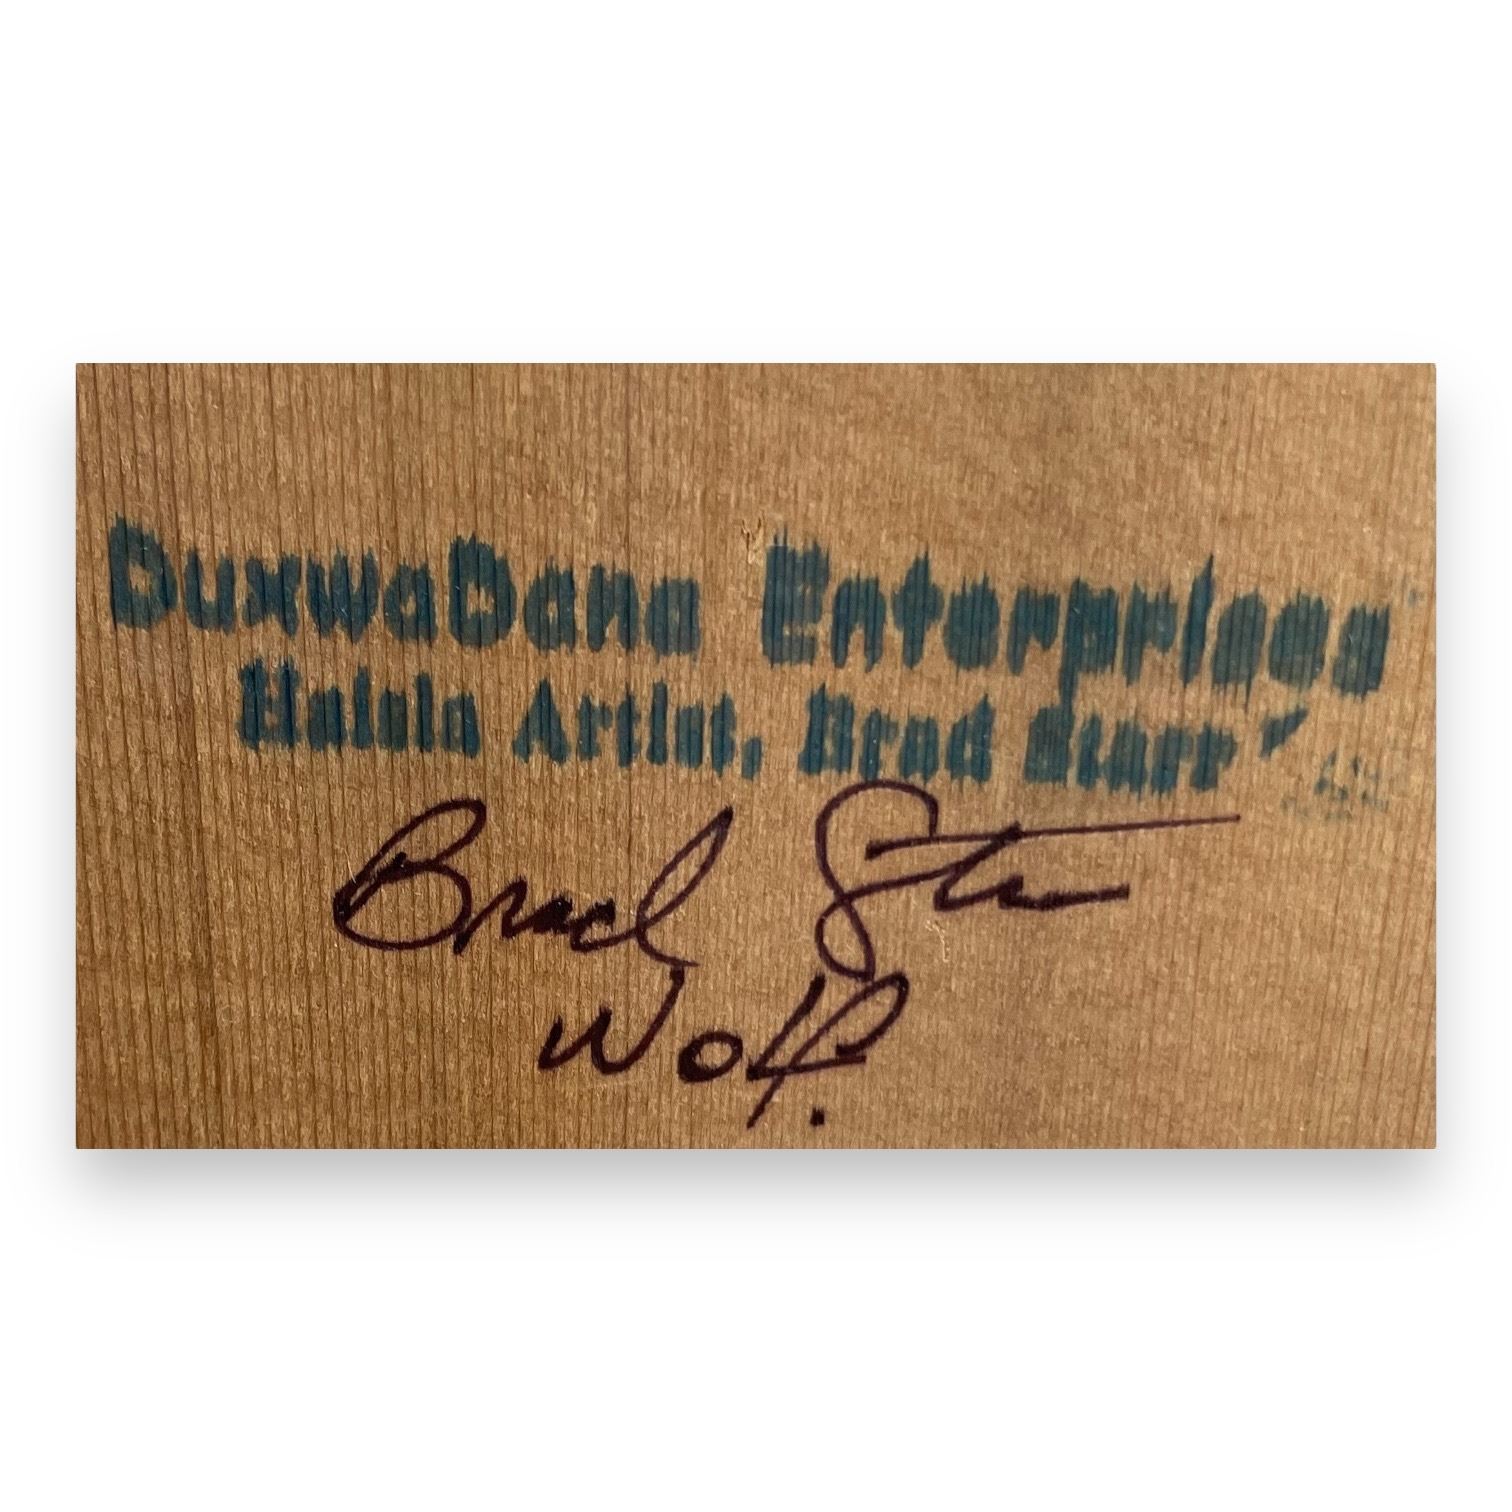 DuxwaDana Enterprises
Haisla Artist, Brad Starr
Brad Starr
Wolf.